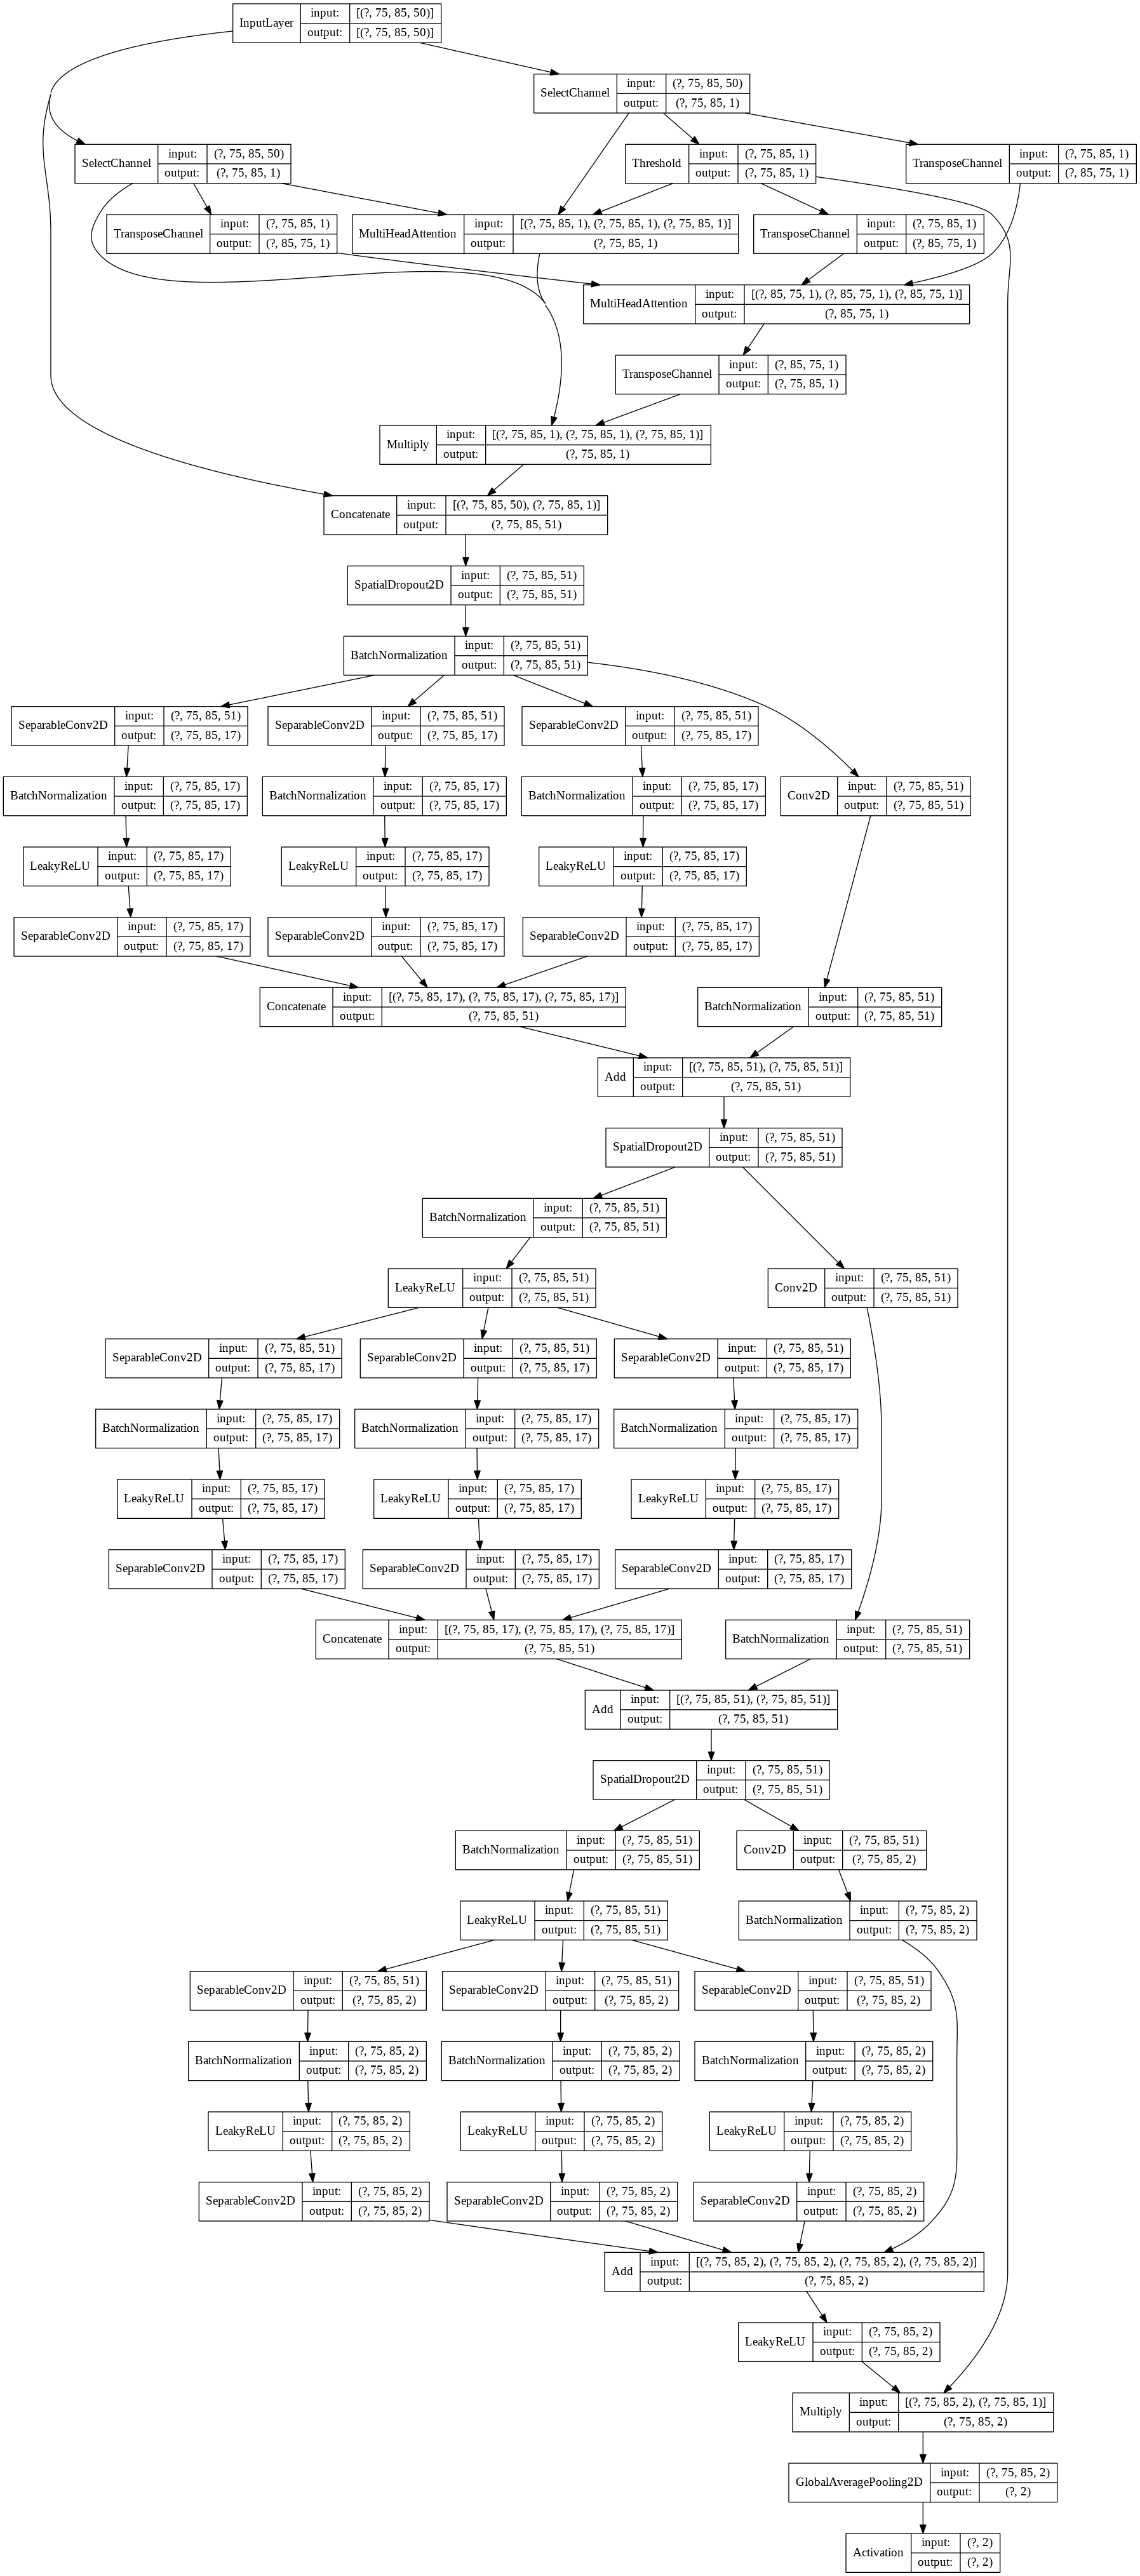 InputLayer input: [(?, 75, 85, 50)]
output: [(?, 75, 85, 50)]
SelectChannel input: (?, 75, 85, 50)
output: (?, 75, 85, 1)
SelectChannel input: (?, 75, 85, 50)
output: (?, 75, 85, 1)
Threshold input: (?, 75, 85, 1)
output: (?, 75, 85, 1)
TransposeChannel input: (?, 75, 85, 1)
output: (?, 85, 75, 1)
TransposeChannel input: (?, 75, 85, 1)
output: (?, 85, 75, 1)
MultiHeadAttention input: [(?, 75, 85, 1), (?, 75, 85, 1), (?, 75, 85, 1)]
output: (?, 75, 85, 1)
TransposeChannel input: (?, 75, 85, 1)
output: (?, 85, 75, 1)
MultiHeadAttention input: [(?, 85, 75, 1), (?, 85, 75, 1), (?, 85, 75, 1)]
output: (?, 85, 75, 1)
TransposeChannel input: (?, 85, 75, 1)
output: (?, 75, 85, 1)
Multiply input: [(?, 75, 85, 1), (?, 75, 85, 1), (?, 75, 85, 1)]
output: (?, 75, 85, 1)
Concatenate input: [(?, 75, 85, 50), (?, 75, 85, 1)]
output: (?, 75, 85, 51)
SpatialDropout2D input: (?, 75, 85, 51)
output: (?, 75, 85, 51)
BatchNormalization input: (?, 75, 85, 51)
output: (?, 75, 85, 51)
SeparableConv2D input: (?, 75, 85, 51)
output: (?, 75, 85, 17)
SeparableConv2D input: (?, 75, 85, 51)
output: (?, 75, 85, 17)
SeparableConv2D input: (?, 75, 85, 51)
output: (?, 75, 85, 17)
BatchNormalization input: (?, 75, 85, 17)
output: (?, 75, 85, 17)
BatchNormalization input: (?, 75, 85, 17)
output: (?, 75, 85, 17)
BatchNormalization input: (?, 75, 85, 17)
output: (?, 75, 85, 17)
Conv2D input: (?, 75, 85, 51)
output: (?, 75, 85, 51)
LeakyReLU input: (?, 75, 85, 17)
output: (?, 75, 85, 17)
LeakyReLU input: (?, 75, 85, 17)
output: (?, 75, 85, 17)
LeakyReLU input: (?, 75, 85, 17)
output: (?, 75, 85, 17)
SeparableConv2D input: (?, 75, 85, 17)
output: (?, 75, 85, 17)
SeparableConv2D input: (?, 75, 85, 17)
output: (?, 75, 85, 17)
SeparableConv2D input: (?, 75, 85, 17)
output: (?, 75, 85, 17)
Concatenate input: [(?, 75, 85, 17), (?, 75, 85, 17), (?, 75, 85, 17)]
output: (?, 75, 85, 51)
BatchNormalization input: (?, 75, 85, 51)
output: (?, 75, 85, 51)
Add input: [(?, 75, 85, 51), (?, 75, 85, 51)]
output: (?, 75, 85, 51)
SpatialDropout2D input: (?, 75, 85, 51)
output: (?, 75, 85, 51)
BatchNormalization input: (?, 75, 85, 51)
output: (?, 75, 85, 51)
LeakyReLU input: (?, 75, 85, 51)
output: (?, 75, 85, 51)
Conv2D input: (?, 75, 85, 51)
output: (?, 75, 85, 51)
SeparableConv2D input: (?, 75, 85, 51)
output: (?, 75, 85, 17)
SeparableConv2D input: (?, 75, 85, 51)
output: (?, 75, 85, 17)
SeparableConv2D input: (?, 75, 85, 51)
output: (?, 75, 85, 17)
BatchNormalization input: (?, 75, 85, 17)
output: (?, 75, 85, 17)
BatchNormalization input: (?, 75, 85, 17)
output: (?, 75, 85, 17)
BatchNormalization input: (?, 75, 85, 17)
output: (?, 75, 85, 17)
LeakyReLU input: (?, 75, 85, 17)
output: (?, 75, 85, 17)
LeakyReLU input: (?, 75, 85, 17)
output: (?, 75, 85, 17)
LeakyReLU input: (?, 75, 85, 17)
output: (?, 75, 85, 17)
SeparableConv2D input: (?, 75, 85, 17)
output: (?, 75, 85, 17)
SeparableConv2D input: (?, 75, 85, 17)
output: (?, 75, 85, 17)
SeparableConv2D input: (?, 75, 85, 17)
output: (?, 75, 85, 17)
Concatenate input: [(?, 75, 85, 17), (?, 75, 85, 17), (?, 75, 85, 17)]
output: (?, 75, 85, 51)
BatchNormalization input: (?, 75, 85, 51)
output: (?, 75, 85, 51)
Add input: [(?, 75, 85, 51), (?, 75, 85, 51)]
output: (?, 75, 85, 51)
SpatialDropout2D input: (?, 75, 85, 51)
output: (?, 75, 85, 51)
BatchNormalization input: (?, 75, 85, 51)
output: (?, 75, 85, 51)
Conv2D input: (?, 75, 85, 51)
output: (?, 75, 85, 2)
LeakyReLU input: (?, 75, 85, 51)
output: (?, 75, 85, 51)
BatchNormalization input: (?, 75, 85, 2)
output: (?, 75, 85, 2)
SeparableConv2D input: (?, 75, 85, 51)
output: (?, 75, 85, 2)
SeparableConv2D input: (?, 75, 85, 51)
output: (?, 75, 85, 2)
SeparableConv2D input: (?, 75, 85, 51)
output: (?, 75, 85, 2)
BatchNormalization input: (?, 75, 85, 2)
output: (?, 75, 85, 2)
BatchNormalization input: (?, 75, 85, 2)
output: (?, 75, 85, 2)
BatchNormalization input: (?, 75, 85, 2)
output: (?, 75, 85, 2)
LeakyReLU input: (?, 75, 85, 2)
output: (?, 75, 85, 2)
LeakyReLU input: (?, 75, 85, 2)
output: (?, 75, 85, 2)
LeakyReLU input: (?, 75, 85, 2)
output: (?, 75, 85, 2)
SeparableConv2D input: (?, 75, 85, 2)
output: (?, 75, 85, 2)
SeparableConv2D input: (?, 75, 85, 2)
output: (?, 75, 85, 2)
SeparableConv2D input: (?, 75, 85, 2)
output: (?, 75, 85, 2)
Add input: [(?, 75, 85, 2), (?, 75, 85, 2), (?, 75, 85, 2), (?, 75, 85, 2)]
output: (?, 75, 85, 2)
LeakyReLU input: (?, 75, 85, 2)
output: (?, 75, 85, 2)
Multiply input: [(?, 75, 85, 2), (?, 75, 85, 1)]
output: (?, 75, 85, 2)
GlobalAveragePooling2D input: (?, 75, 85, 2)
output: (?, 2)
Activation input: (?, 2)
output: (?, 2)